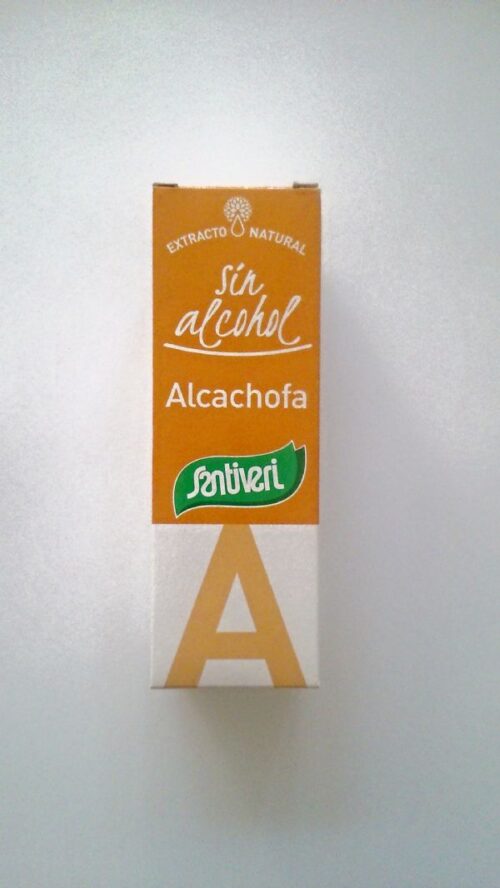 EXTRACTO NATURAL
sin
alcohol
Alcachofa
Santiveri
A